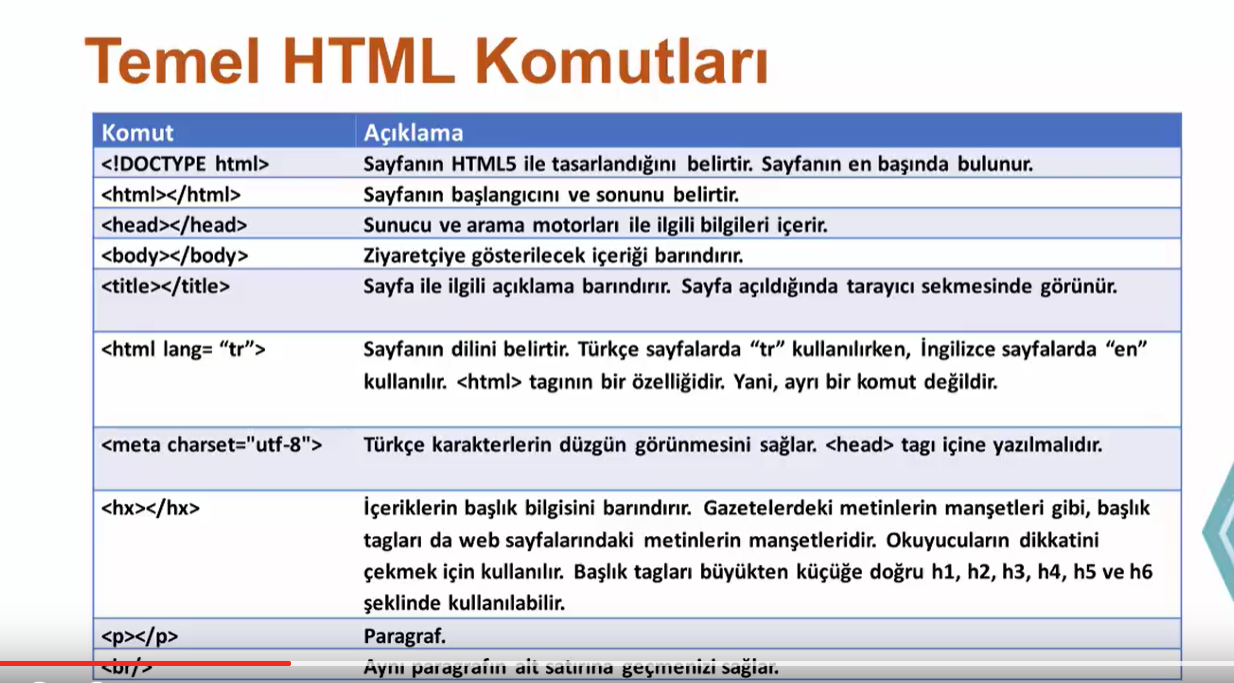 Temel HTML Komutları
Komut Açıklama
<!DOCTYPE html> Sayfanın HTML5 ile tasarlandığını belirtir. Sayfanın en başında bulunur.
<html></html> Sayfanın başlangıcını ve sonunu belirtir.
<head></head> Sunucu ve arama motorları ile ilgili bilgileri içerir.
<body></body> Ziyaretçiye gösterilecek içeriği barındırır.
<title></title> Sayfa ile ilgili açıklama barındırır. Sayfa açıldığında tarayıcı sekmesinde görünür.
<html lang= “tr”> Sayfanın dilini belirtir. Türkçe sayfalarda “tr” kullanılırken, İngilizce sayfalarda “en”
kullanılır. <html> tagının bir özelliğidir. Yani, ayrı bir komut değildir.
<meta charset="utf-8"> Türkçe karakterlerin düzgün görünmesini sağlar. <head> tagı içine yazılmalıdır.
<hx></hx> İçeriklerin başlık bilgisini barındırır. Gazetelerdeki metinlerin manşetleri gibi, başlık
tagları da web sayfalarındaki metinlerin manşetleridir. Okuyucuların dikkatini
çekmek için kullanılır. Başlık tagları büyükten küçüğe doğru h1, h2, h3, h4, h5 ve h6
şeklinde kullanılabilir.
<p></p> Paragraf.
<br/> Aynı paragrafın alt satırına geçmenizi sağlar.